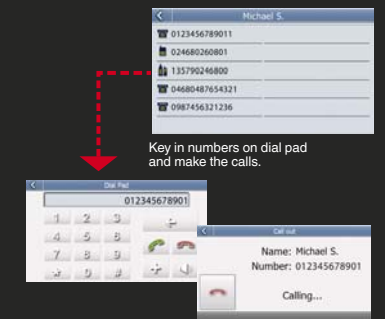 Michael S.
0123456789011
024680260801
135790246800
04680487654321
0987456321236
Key in numbers on dial pad
and make the calls.
Dial Pad
012345678901
1 2 3
4 5 6
7 8 9
* 0 #
Call out
Name: Michael S.
Number: 012345678901
Calling...